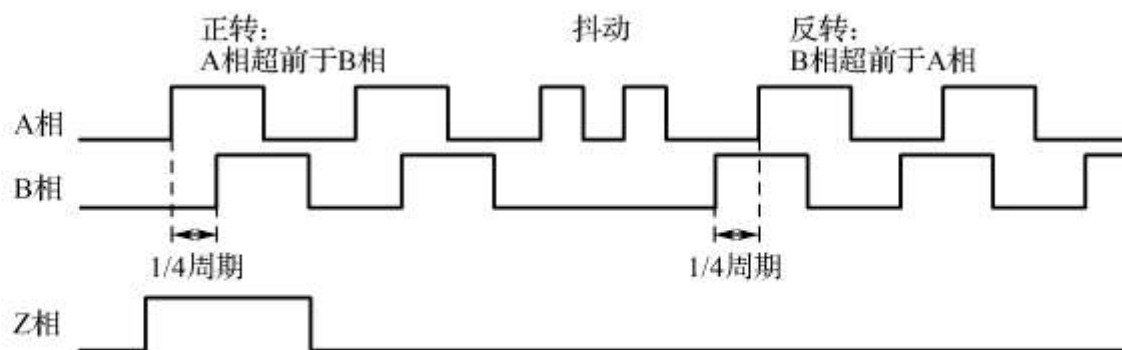 正转：
A相超前于B相
抖动
反转：
B相超前于A相
A相
B相
1/4周期
1/4周期
Z相